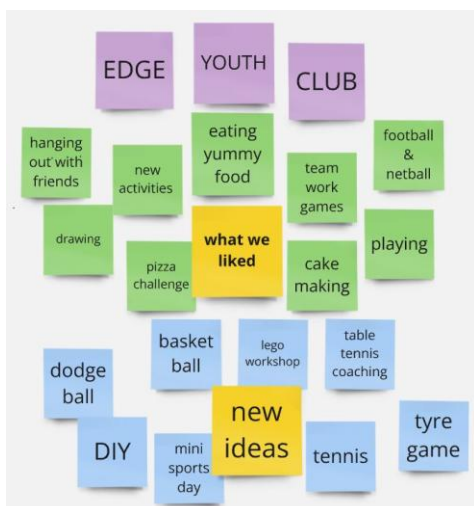 EDGE
YOUTH
CLUB
hanging
out with
friends
new
activities
eating
yummy
food
team
work
games
football
&
netball
drawing
pizza
challenge
what we
liked
cake
making
playing
dodge
ball
basket
ball
lego
workshop
table
tennis
coaching
DIY
mini
sports
day
new
ideas
tennis
tyre
game